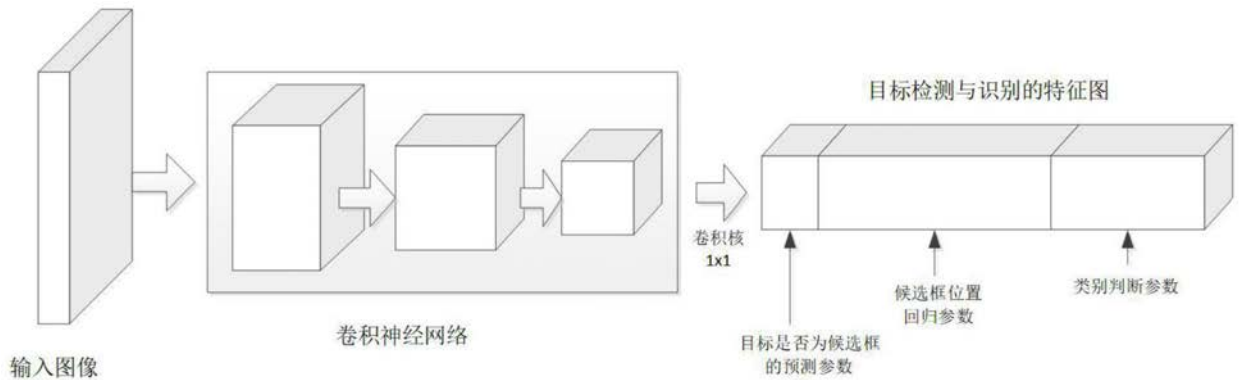 目标检测与识别的特征图
卷积核
1x1
候选框位置
回归参数
类别判断参数
卷积神经网络
目标是否为候选框
的预测参数
输入图像